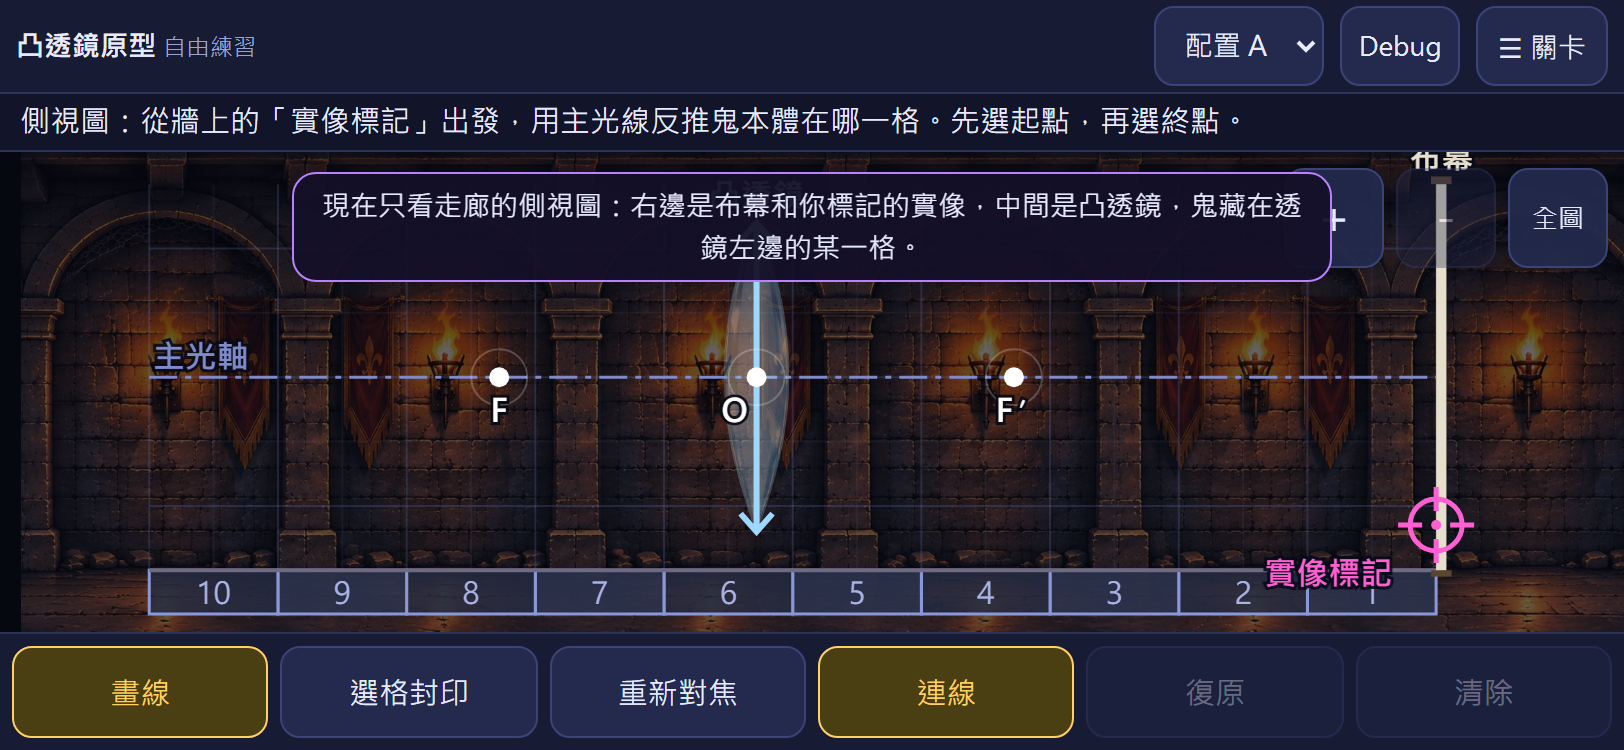 凸透鏡原型 自由練習
配置 A
Debug
☰ 關卡
側視圖：從牆上的「實像標記」出發，用主光線反推鬼本體在哪一格。先選起點，再選終點。
布幕
現在只看走廊的側視圖：右邊是布幕和你標記的實像，中間是凸透鏡，鬼藏在透
鏡左邊的某一格。
+
-
全圖
主光軸
F
O
F′
實像標記
10 9 8 7 6 5 4 3 2 1
畫線
選格封印
重新對焦
連線
復原
清除